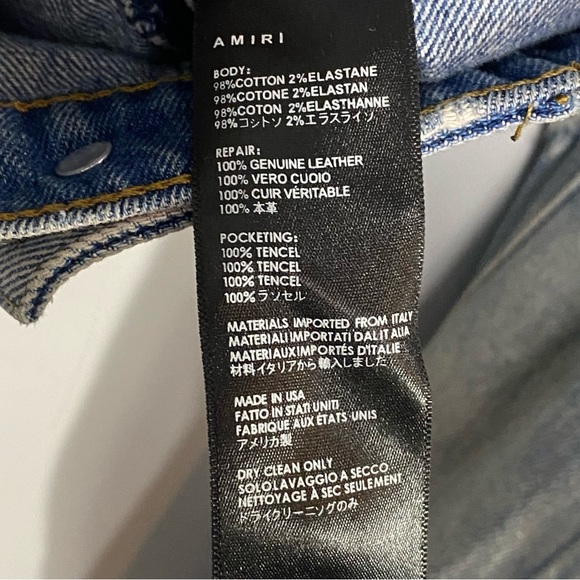 AMIRI
BODY:
98%COTTON 2%ELASTANE
98%COTONE 2%ELASTAN
98%COTON 2%ELASTHANNE
98%コットン 2%エラスライソ
REPAIR:
100% GENUINE LEATHER
100% VERO CUOIO
100% CUIR VÉRITABLE
100% 本革
POCKETING:
100% TENCEL
100% TENCEL
100% TENCEL
100%ラソセル
MATERIALS IMPORTED FROM ITALY
MATERIALI IMPORTATI DAL ITALIA
MATERIAUX IMPORTÉS D'ITALIE
材料イタリアから輸入しました
MADE IN USA
FATTO IN STATI UNITI
FABRIQUE AUX ÉTATS-UNIS
アメリカ製
DRY CLEAN ONLY
SOLO LAVAGGIO A SECCO
NETTOYAGE À SEC SEULEMENT
ドライクリーニングのみ